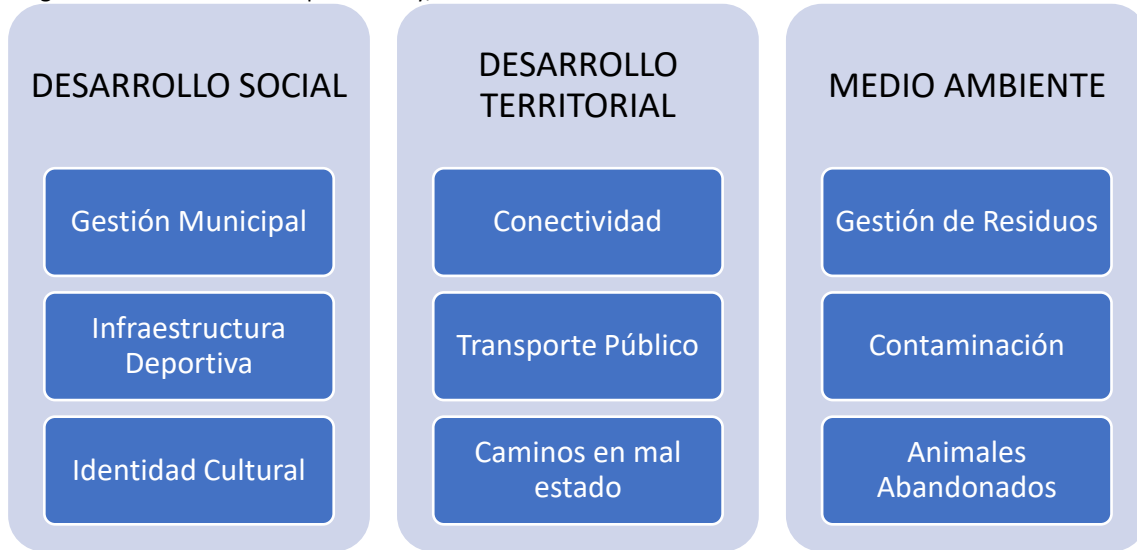 DESARROLLO SOCIAL
Gestión Municipal
Infraestructura
Deportiva
Identidad Cultural
DESARROLLO
TERRITORIAL
Conectividad
Transporte Público
Caminos en mal
estado
MEDIO AMBIENTE
Gestión de Residuos
Contaminación
Animales
Abandonados